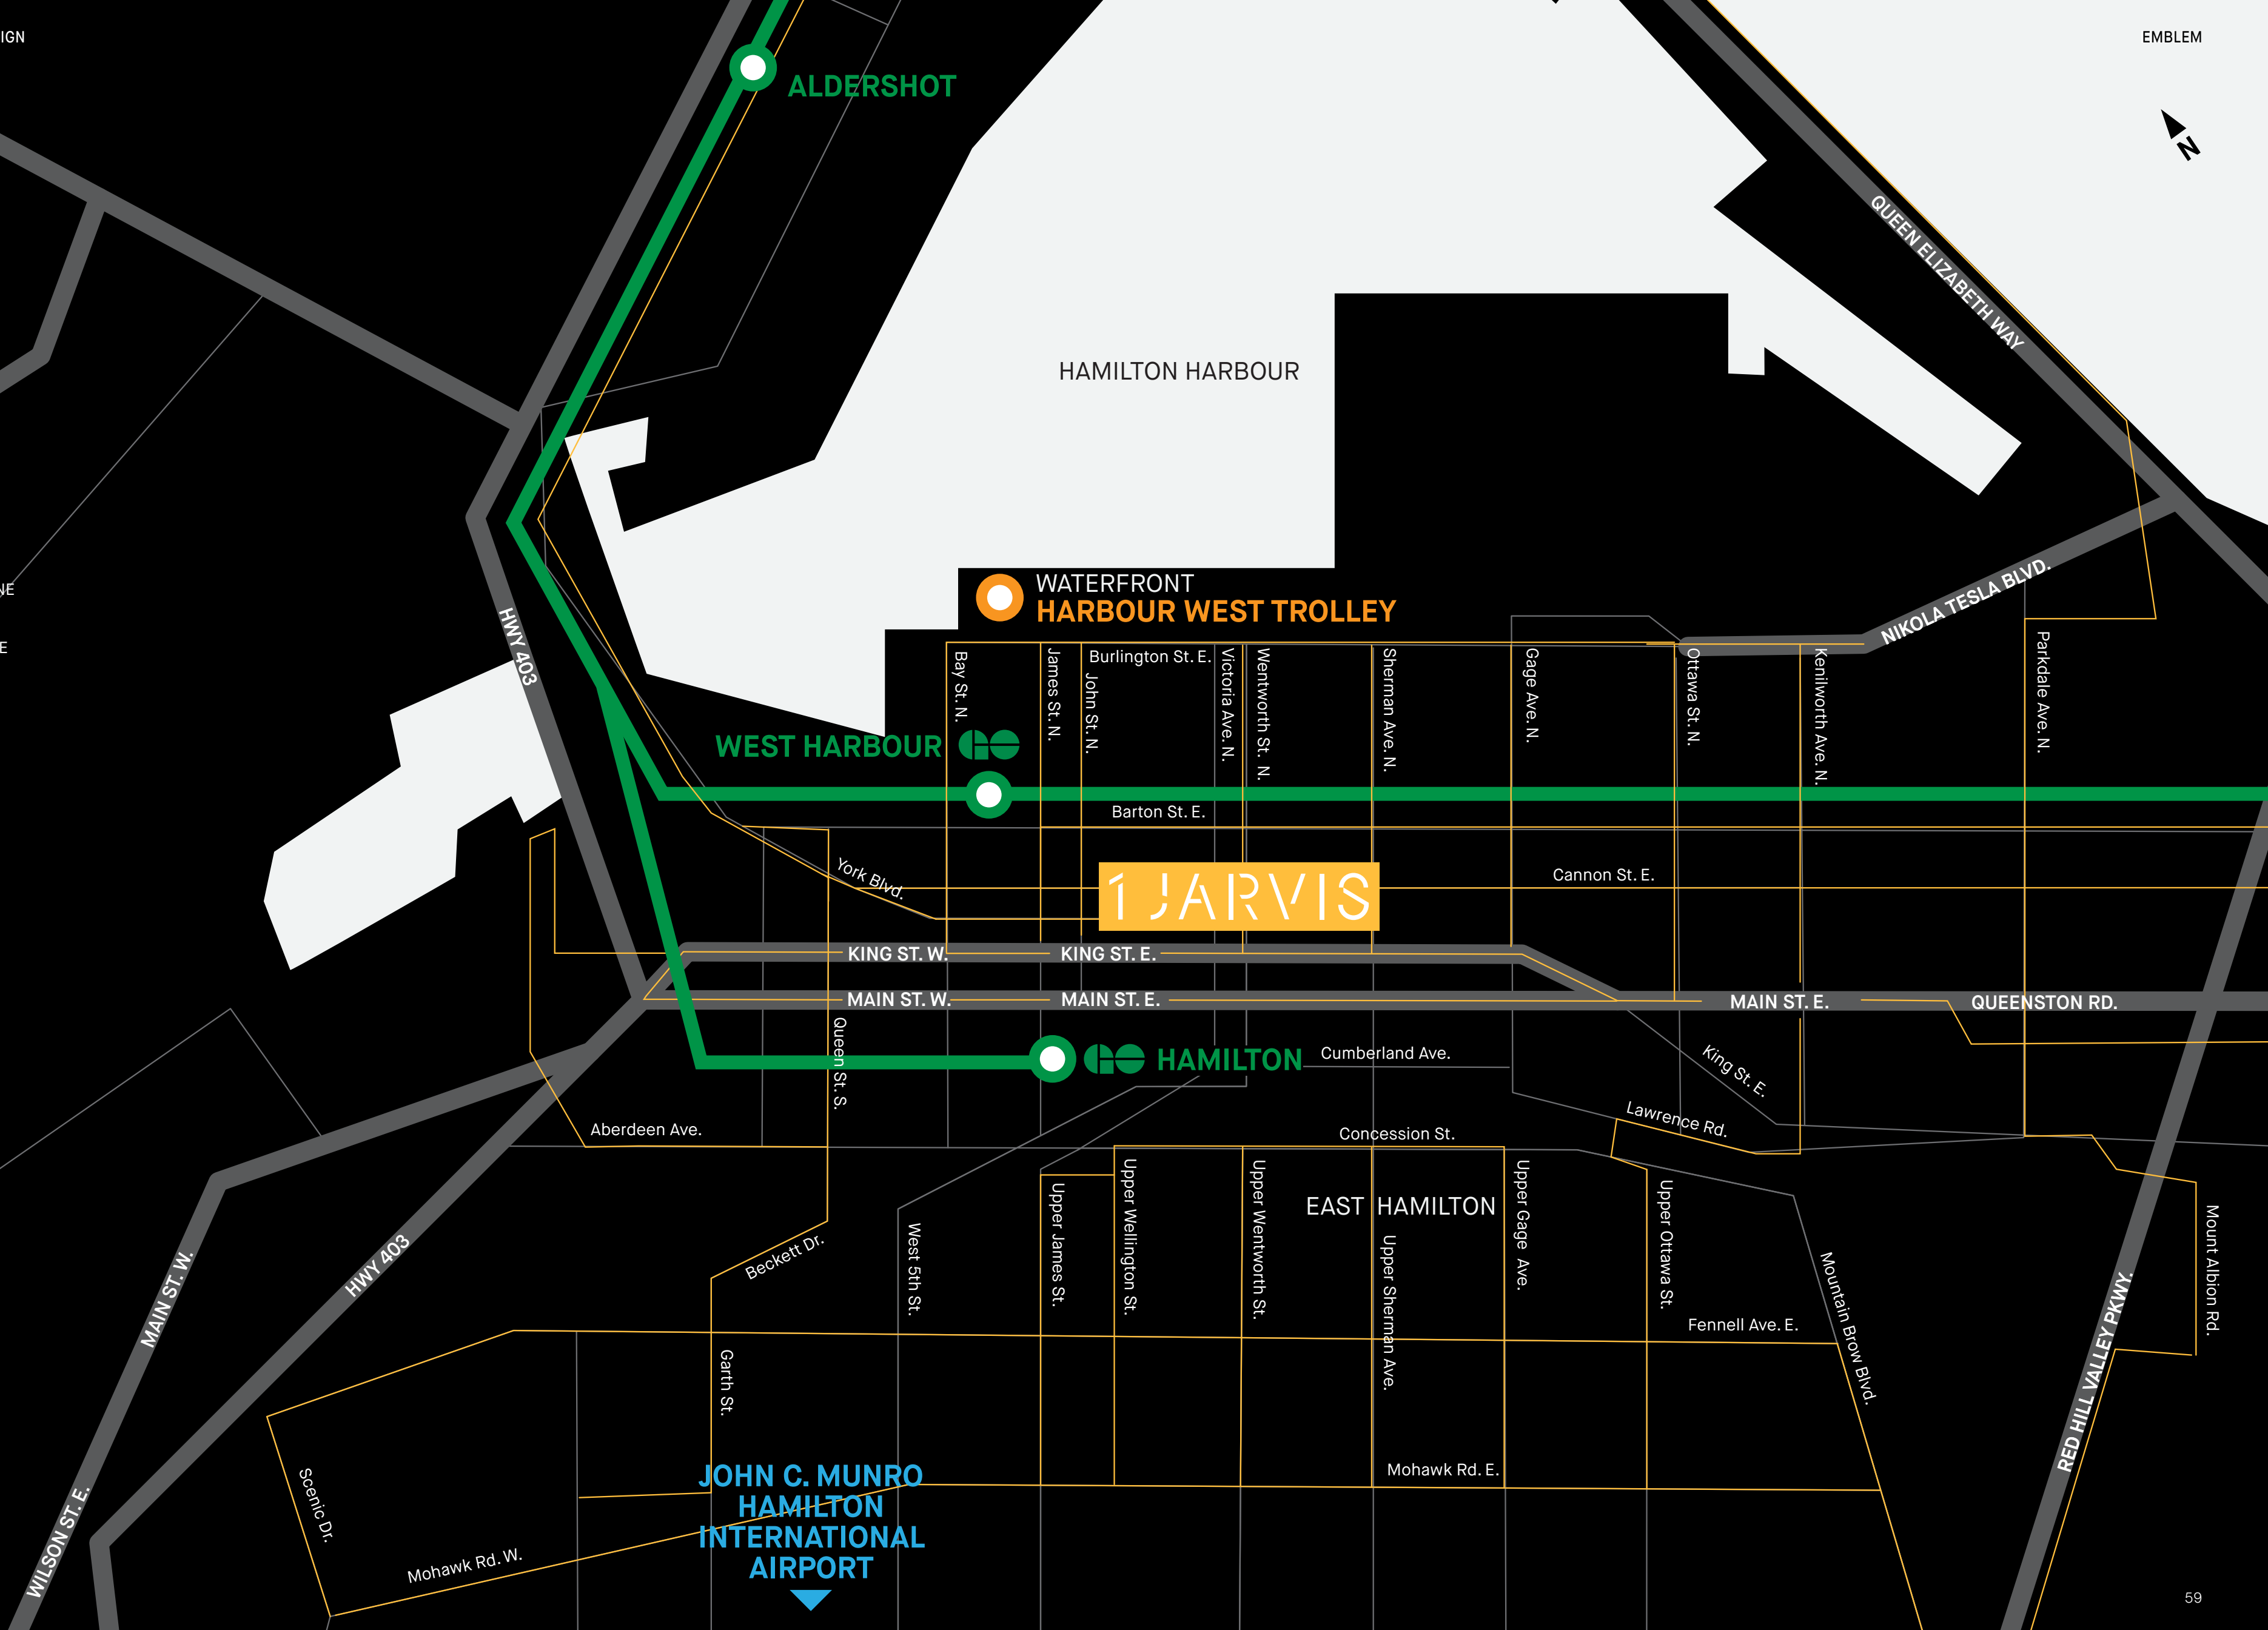 IGN
EMBLEM
ALDERSHOT
N
QUEEN ELIZABETH WAY
HAMILTON HARBOUR
NE
E
WATERFRONT
HARBOUR WEST TROLLEY
NIKOLA TESLA BLVD.
HWY 403
Bay St. N.
James St. N.
John St. N.
Burlington St. E.
Victoria Ave. N.
Wentworth St. N.
Sherman Ave. N.
Gage Ave. N.
Ottawa St. N.
Kenilworth Ave. N.
Parkdale Ave. N.
WEST HARBOUR GO
Barton St. E.
York Blvd.
1 JARVIS
Cannon St. E.
KING ST. W.
KING ST. E.
MAIN ST. W.
MAIN ST. E.
MAIN ST. E.
QUEENSTON RD.
Queen St. S.
GO HAMILTON
Cumberland Ave.
King St. E.
Lawrence Rd.
Aberdeen Ave.
Concession St.
Beckett Dr.
West 5th St.
Upper James St.
Upper Wellington St.
Upper Wentworth St.
EAST HAMILTON
Upper Sherman Ave.
Upper Gage Ave.
Upper Ottawa St.
Mountain Brow Blvd.
Mount Albion Rd.
HWY 403
MAIN ST. W.
Fennell Ave. E.
RED HILL VALLEY PKWY.
Garth St.
Scenic Dr.
WILSON ST. E.
Mohawk Rd. W.
Mohawk Rd. E.
JOHN C. MUNRO
HAMILTON
INTERNATIONAL
AIRPORT
59